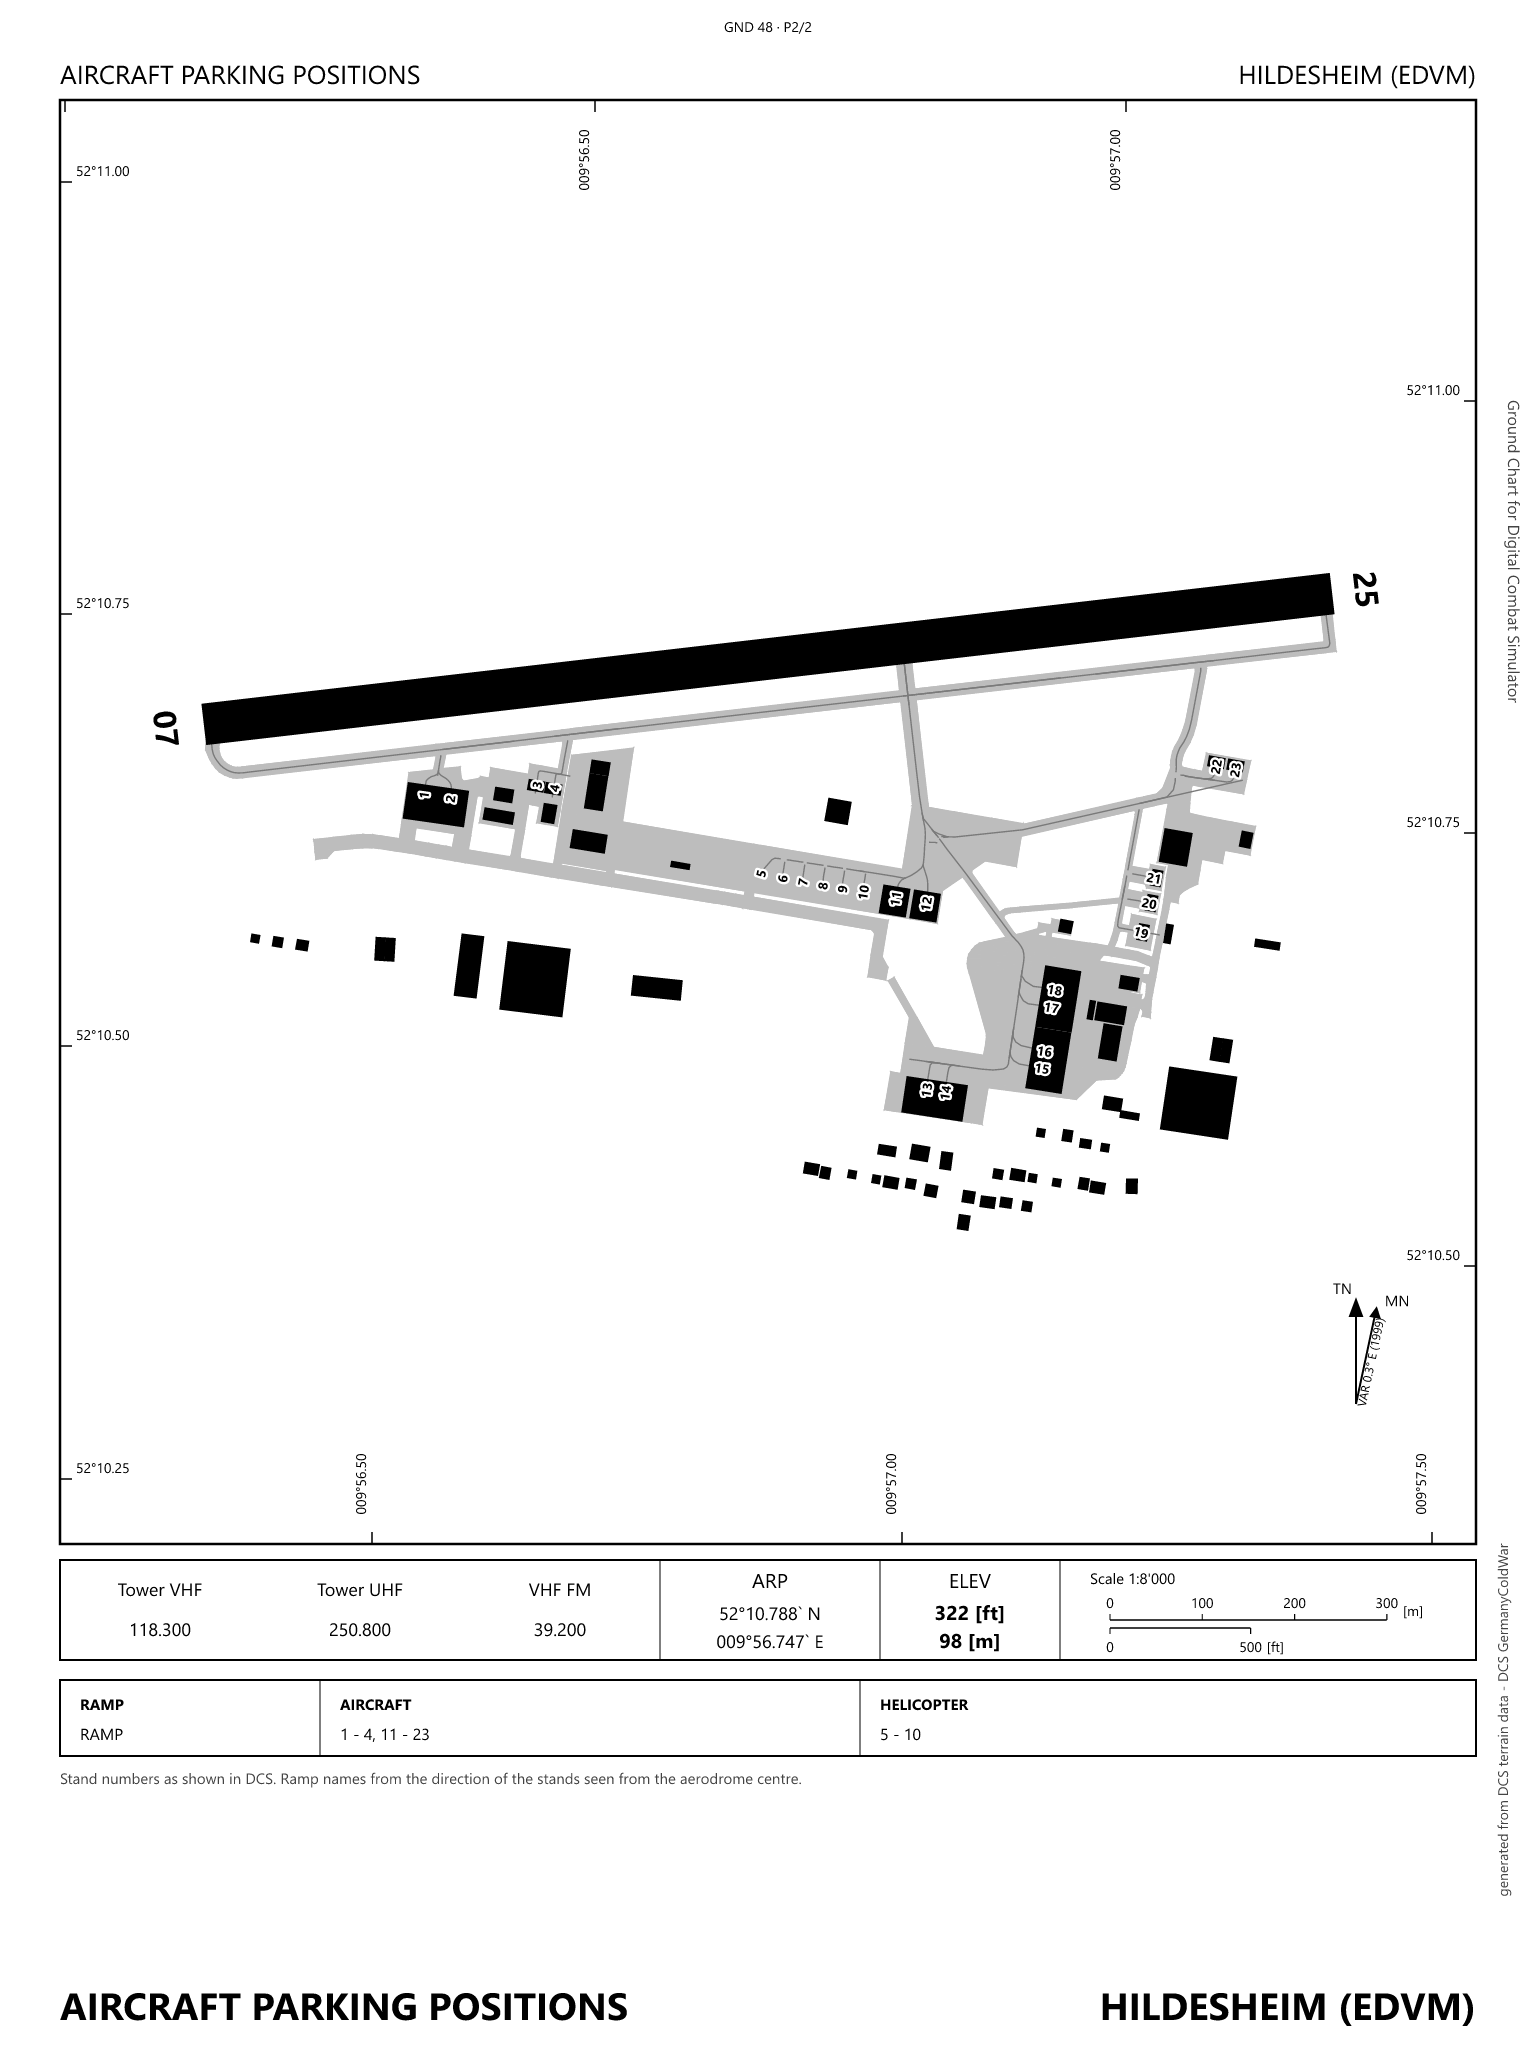 GND 48 · P2/2
AIRCRAFT PARKING POSITIONS
HILDESHEIM (EDVM)
009°56.50
009°57.00
52°11.00
52°11.00
Ground Chart for Digital Combat Simulator
52°10.75
25
07
52°10.75
22
23
1
2
3
4
5
6
7
8
9
10
11
12
21
20
19
18
17
16
15
13
14
52°10.50
52°10.50
TN
MN
VAR 0.3° E (1999)
52°10.25
009°56.50
009°57.00
009°57.50
Tower VHF
118.300
Tower UHF
250.800
VHF FM
39.200
ARP
52°10.788` N
009°56.747` E
ELEV
322 [ft]
98 [m]
Scale 1:8'000
0 100 200 300 [m]
0 500 [ft]
generated from DCS terrain data - DCS GermanyColdWar
RAMP
AIRCRAFT
HELICOPTER
RAMP
1 - 4, 11 - 23
5 - 10
Stand numbers as shown in DCS. Ramp names from the direction of the stands seen from the aerodrome centre.
AIRCRAFT PARKING POSITIONS
HILDESHEIM (EDVM)